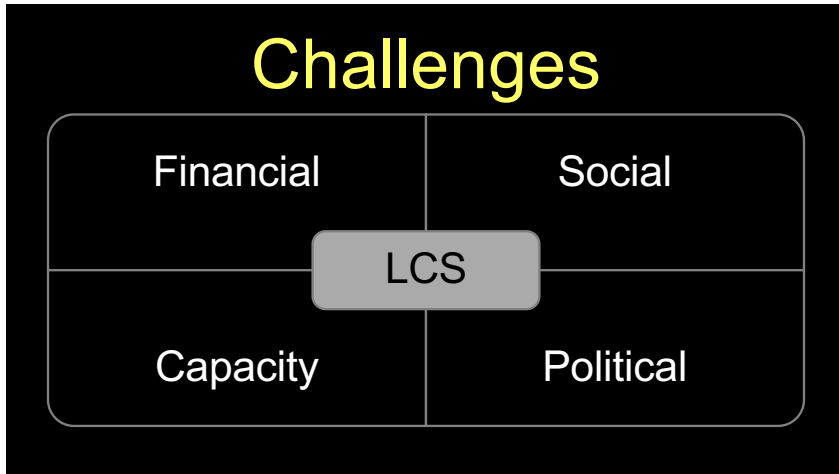 Challenges
Financial
Social
LCS
Capacity
Political